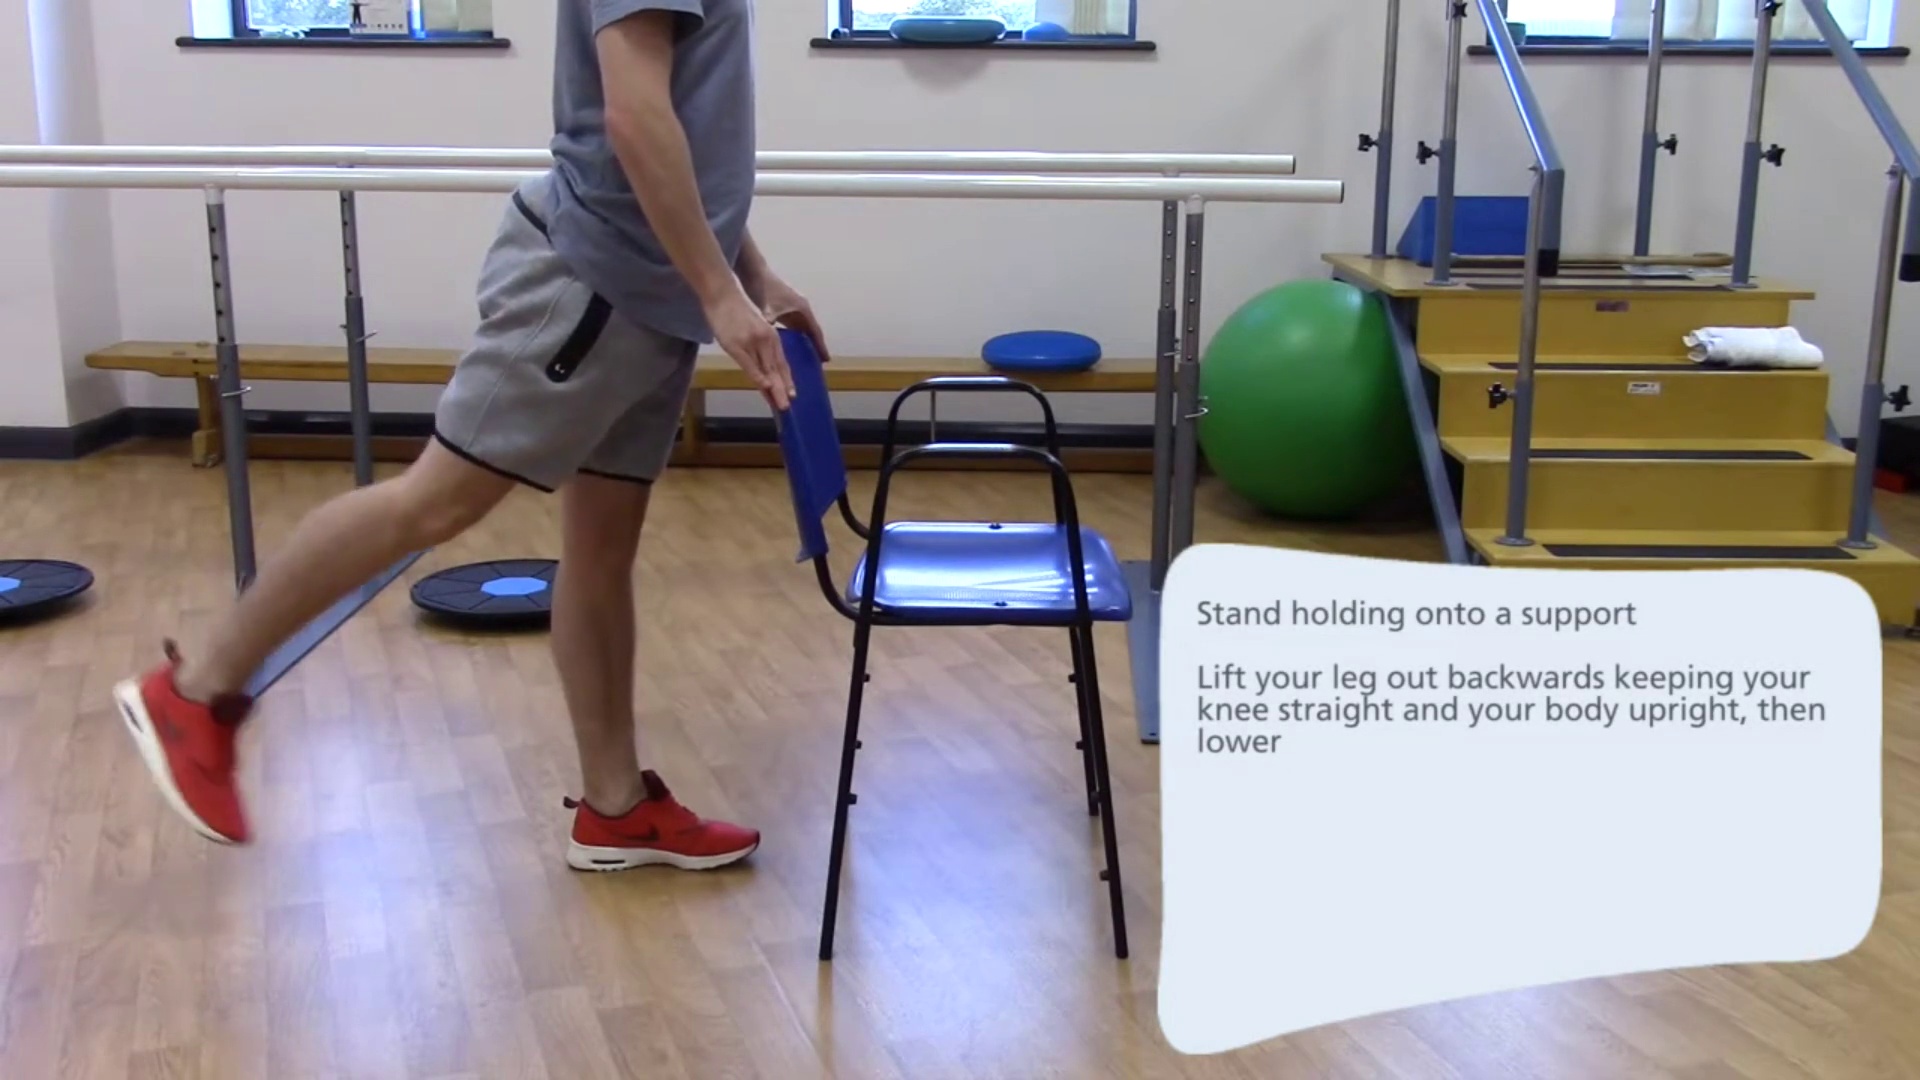 Stand holding onto a support
Lift your leg out backwards keeping your
knee straight and your body upright, then
lower